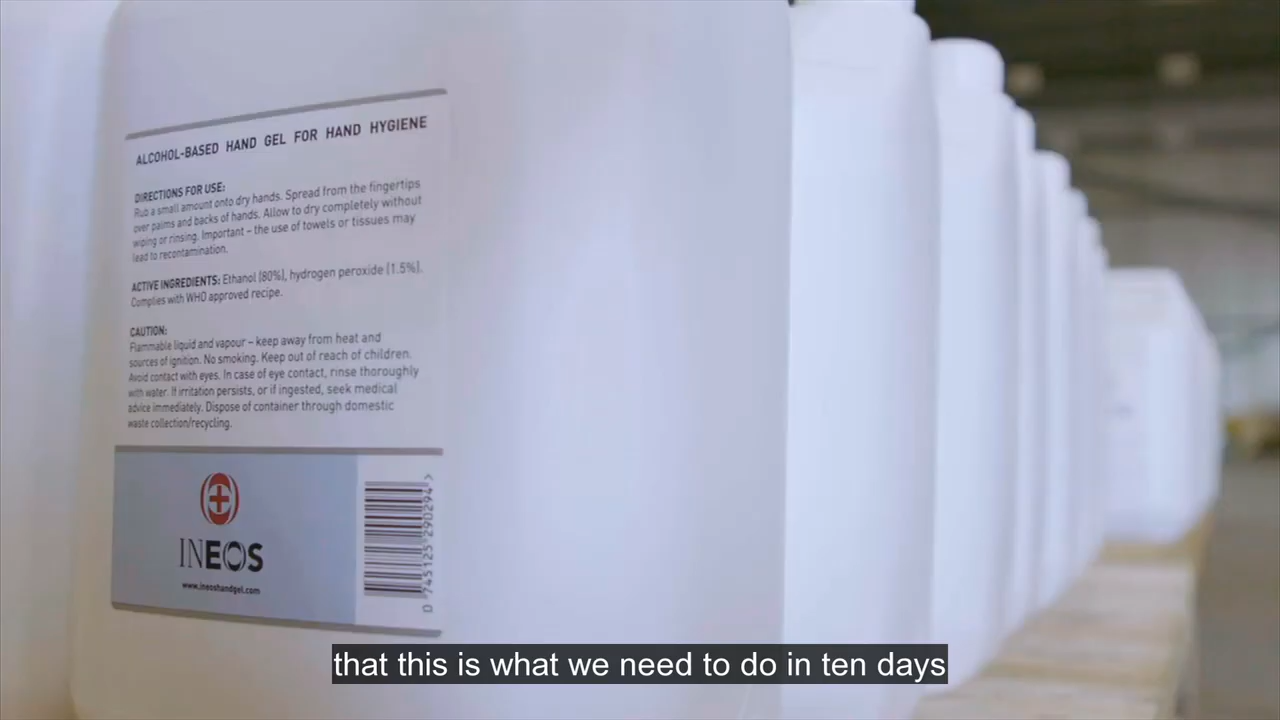 ALCOHOL-BASED HAND GEL FOR HAND HYGIENE
DIRECTIONS FOR USE:
Rub a small amount onto dry hands. Spread from the fingertips
over palms and backs of hands. Allow to dry completely without
wiping or rinsing. Important – the use of towels or tissues may
lead to recontamination.
ACTIVE INGREDIENTS: Ethanol (80%), hydrogen peroxide (1.5%).
Complies with WHO approved recipe.
CAUTION:
Flammable liquid and vapour – keep away from heat and
sources of ignition. No smoking. Keep out of reach of children.
Avoid contact with eyes. In case of eye contact, rinse thoroughly
with water. If irritation persists, or if ingested, seek medical
advice immediately. Dispose of container through domestic
waste collection/recycling.
INEOS
www.ineoshandgel.com
0 745125 290294 >
that this is what we need to do in ten days